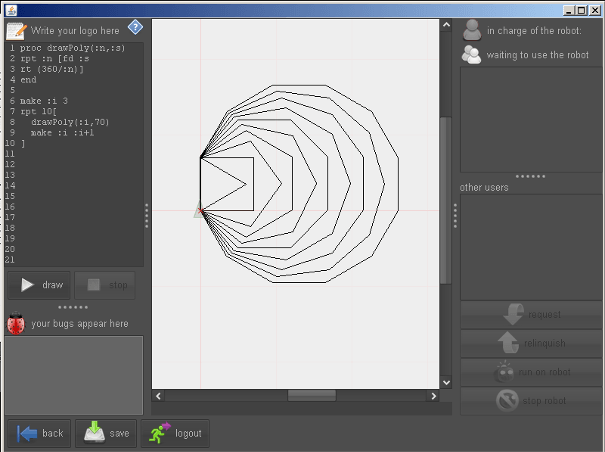 Write your logo here
in charge of the robot:
waiting to use the robot
1 proc drawPoly(:n,:s)
2 rpt :n [fd :s
3 rt (360/:n)]
4 end
5
6 make :i 3
7 rpt 10[
8   drawPoly(:i,70)
9   make :i :i+1
10 ]
11
12
13
14
15
16
17
18
19
20
21
other users
draw
stop
your bugs appear here
request
relinquish
run on robot
stop robot
back
save
logout